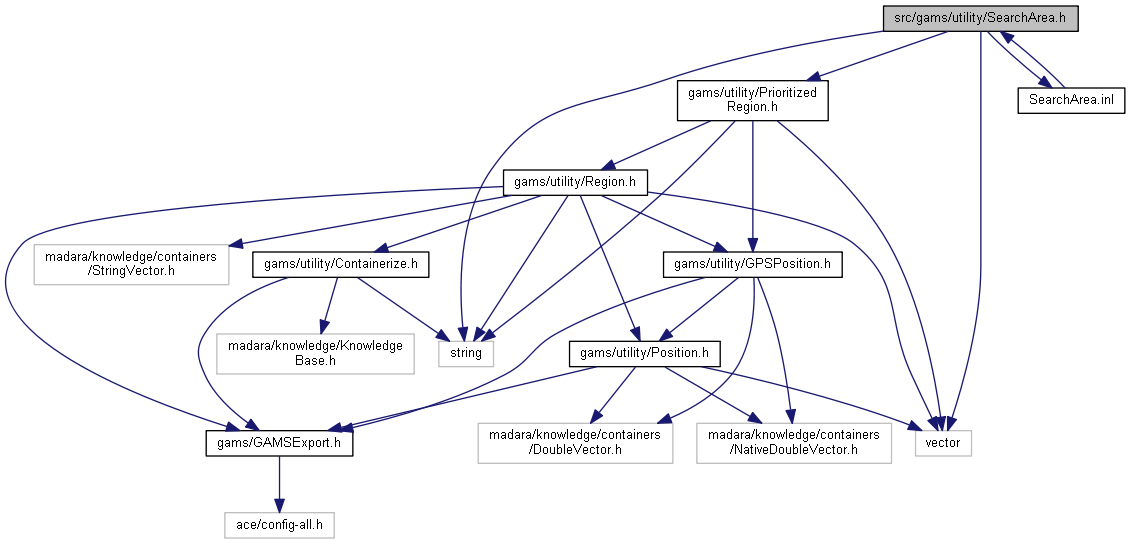 src/gams/utility/SearchArea.h
gams/utility/Prioritized
Region.h
SearchArea.inl
gams/utility/Region.h
madara/knowledge/containers
/StringVector.h
gams/utility/Containerize.h
gams/utility/GPSPosition.h
madara/knowledge/Knowledge
Base.h
string
gams/utility/Position.h
gams/GAMSExport.h
madara/knowledge/containers
/DoubleVector.h
madara/knowledge/containers
/NativeDoubleVector.h
vector
ace/config-all.h